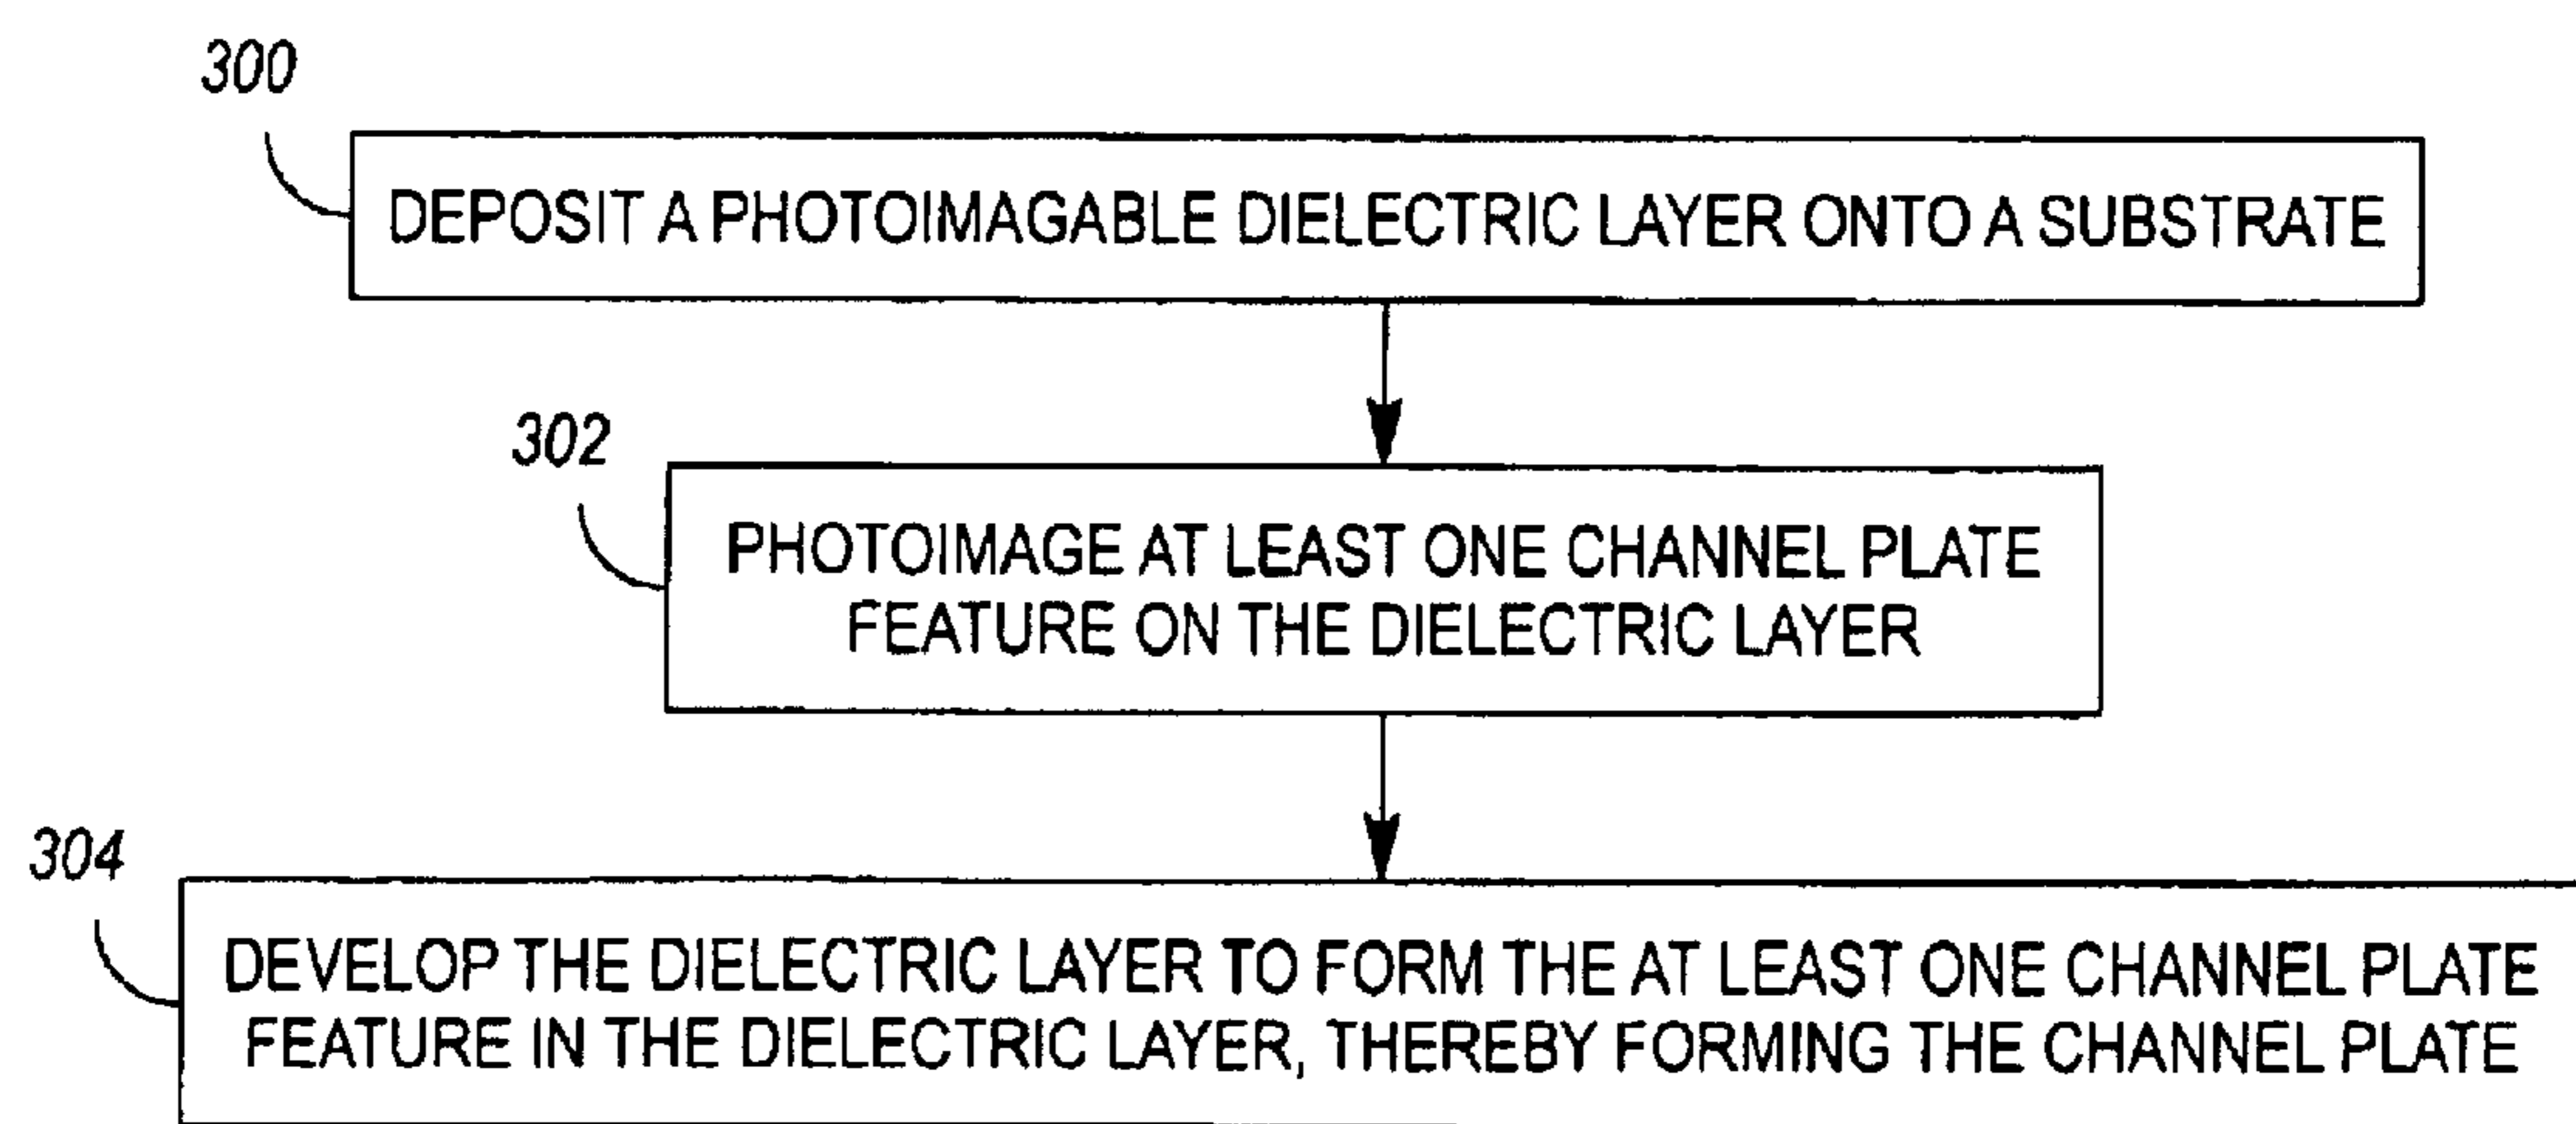 300
DEPOSIT A PHOTOIMAGABLE DIELECTRIC LAYER ONTO A SUBSTRATE
302
PHOTOIMAGE AT LEAST ONE CHANNEL PLATE
FEATURE ON THE DIELECTRIC LAYER
304
DEVELOP THE DIELECTRIC LAYER TO FORM THE AT LEAST ONE CHANNEL PLATE
FEATURE IN THE DIELECTRIC LAYER, THEREBY FORMING THE CHANNEL PLATE